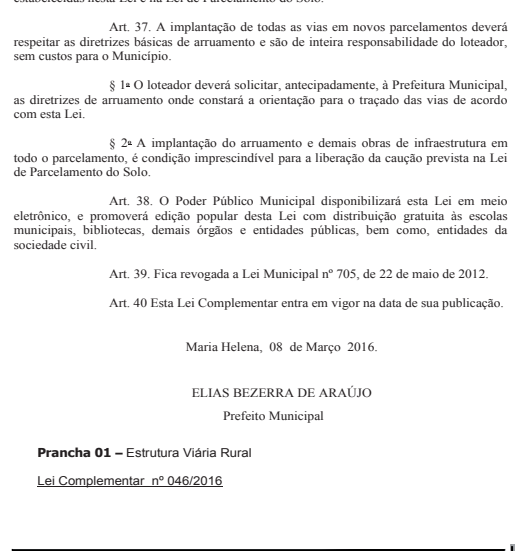 estabelecidas nesta Lei e na Lei de Parcelamento do Solo.
Art. 37. A implantação de todas as vias em novos parcelamentos deverá
respeitar as diretrizes básicas de arruamento e são de inteira responsabilidade do loteador,
sem custos para o Município.
§ 1º O loteador deverá solicitar, antecipadamente, à Prefeitura Municipal,
as diretrizes de arruamento onde constará a orientação para o traçado das vias de acordo
com esta Lei.
§ 2º A implantação do arruamento e demais obras de infraestrutura em
todo o parcelamento, é condição imprescindível para a liberação da caução prevista na Lei
de Parcelamento do Solo.
Art. 38. O Poder Público Municipal disponibilizará esta Lei em meio
eletrônico, e promoverá edição popular desta Lei com distribuição gratuita às escolas
municipais, bibliotecas, demais órgãos e entidades públicas, bem como, entidades da
sociedade civil.
Art. 39. Fica revogada a Lei Municipal nº 705, de 22 de maio de 2012.
Art. 40 Esta Lei Complementar entra em vigor na data de sua publicação.
Maria Helena, 08 de Março 2016.
ELIAS BEZERRA DE ARAÚJO
Prefeito Municipal
Prancha 01 – Estrutura Viária Rural
Lei Complementar nº 046/2016